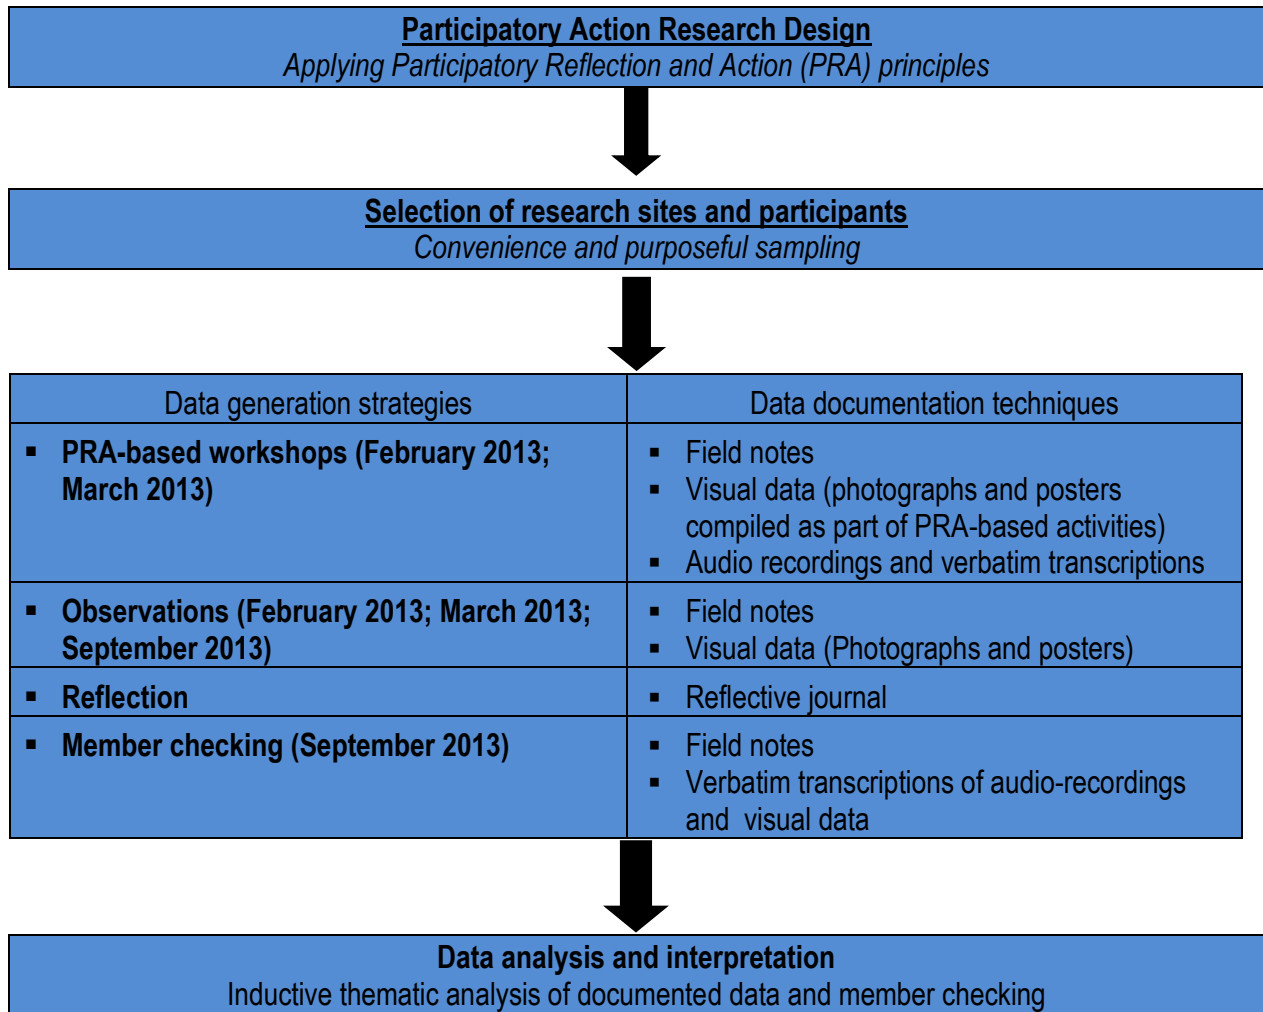 Participatory Action Research Design
Applying Participatory Reflection and Action (PRA) principles
Selection of research sites and participants
Convenience and purposeful sampling
Data generation strategies
Data documentation techniques
▪ PRA-based workshops (February 2013;
March 2013)
▪ Field notes
▪ Visual data (photographs and posters
compiled as part of PRA-based activities)
▪ Audio recordings and verbatim transcriptions
▪ Observations (February 2013; March 2013;
September 2013)
▪ Field notes
▪ Visual data (Photographs and posters)
▪ Reflection
▪ Reflective journal
▪ Member checking (September 2013)
▪ Field notes
▪ Verbatim transcriptions of audio-recordings
and visual data
Data analysis and interpretation
Inductive thematic analysis of documented data and member checking